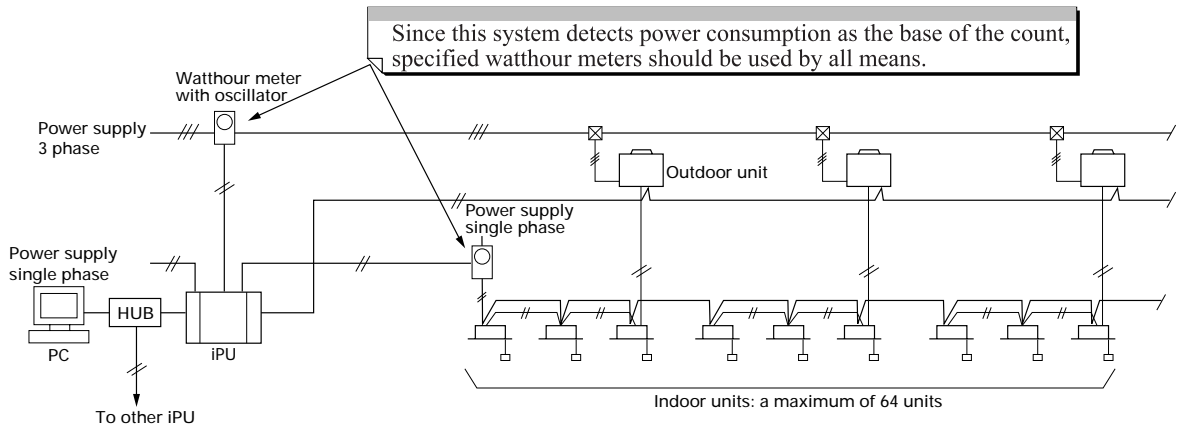 Since this system detects power consumption as the base of the count,
specified watthour meters should be used by all means.
Watthour meter
with oscillator
Power supply
3 phase
Outdoor unit
Power supply
single phase
Power supply
single phase
HUB
PC
iPU
To other iPU
Indoor units: a maximum of 64 units